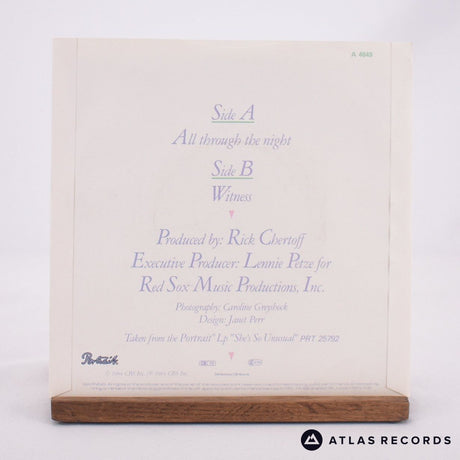 A 4849
Side A
All through the night
Side B
Witness
Produced by: Rick Chertoff
Executive Producer: Lennie Petze for
Red Sox Music Productions, Inc.
Photography: Caroline Greyshock
Design: Janet Perr
Taken from the Portrait" Lp "She's So Unusual" PRT 25792
Portrait
ATLAS RECORDS